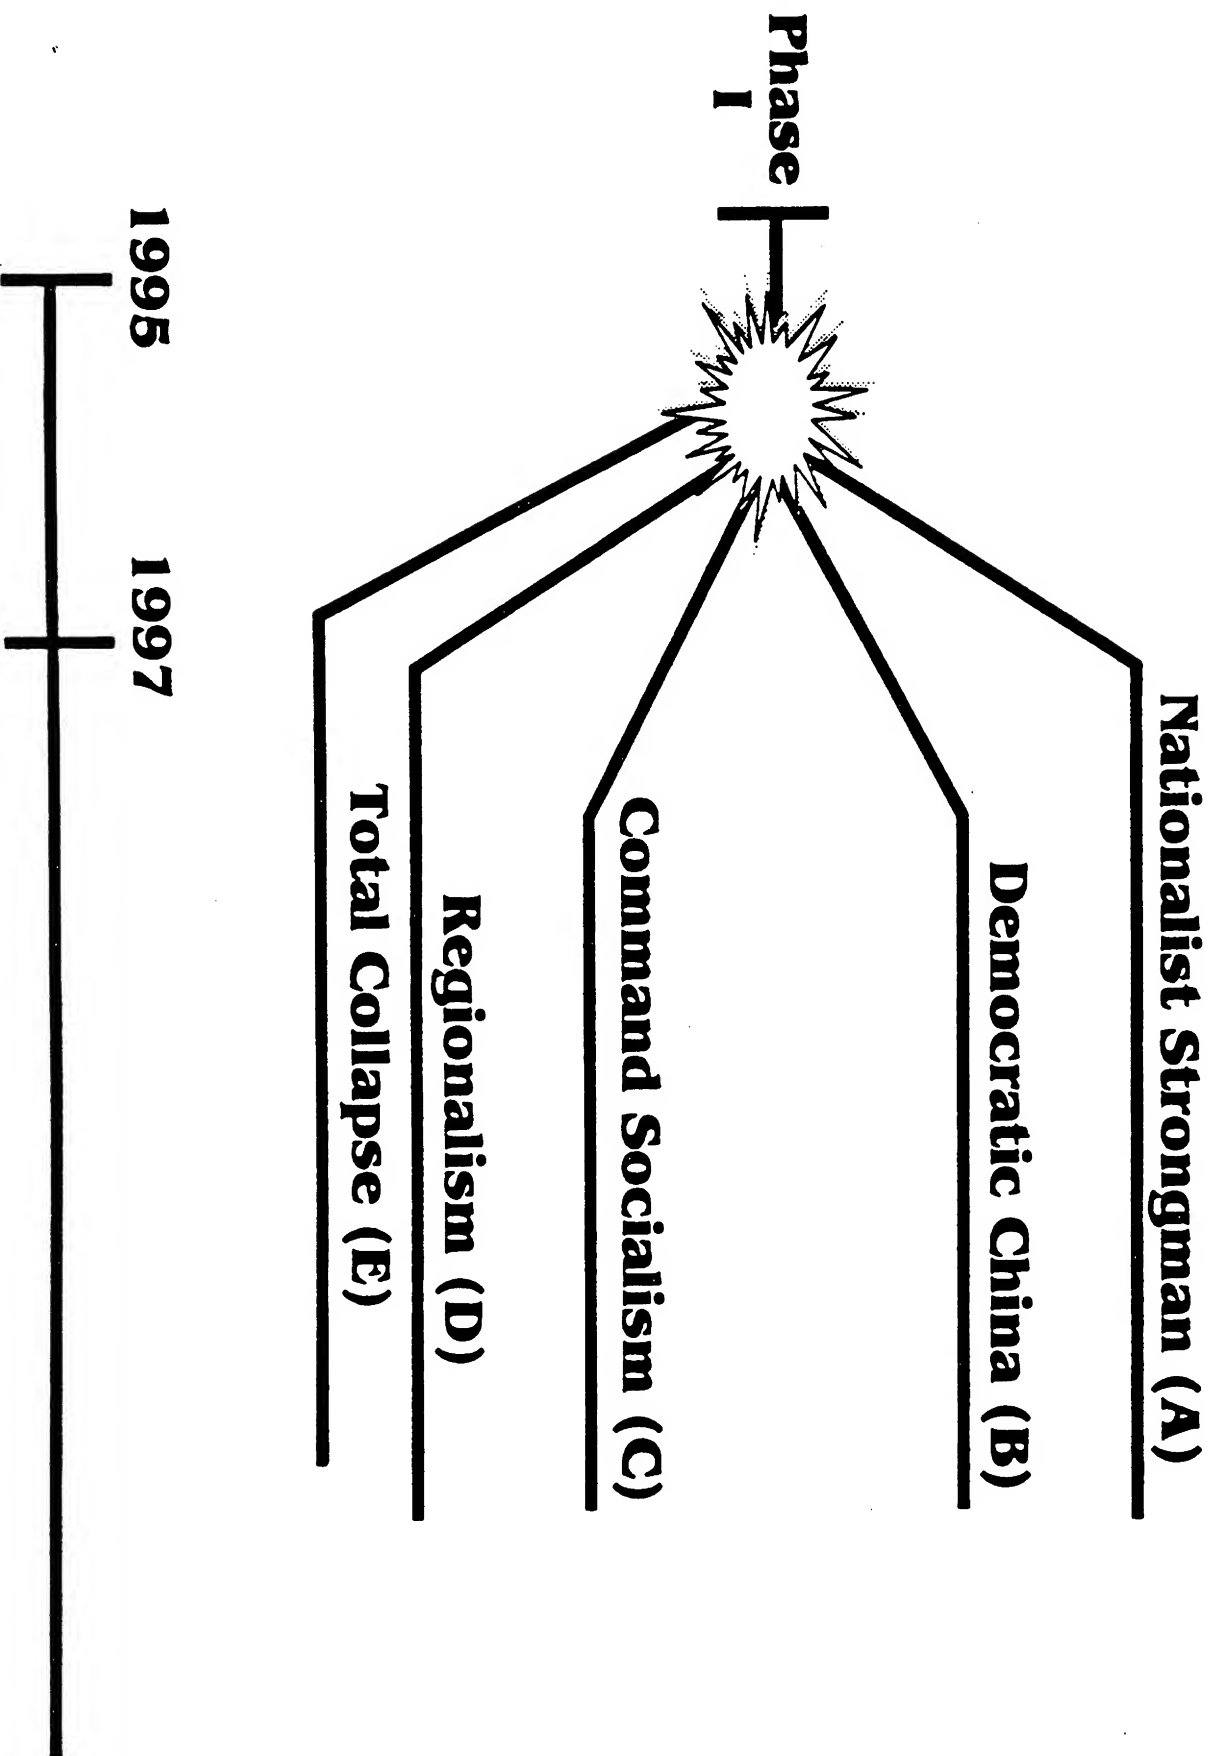 Nationalist Strongman (A)
Democratic China (B)
Phase
I
Command Socialism (C)
Regionalism (D)
Total Collapse (E)
1995
1997